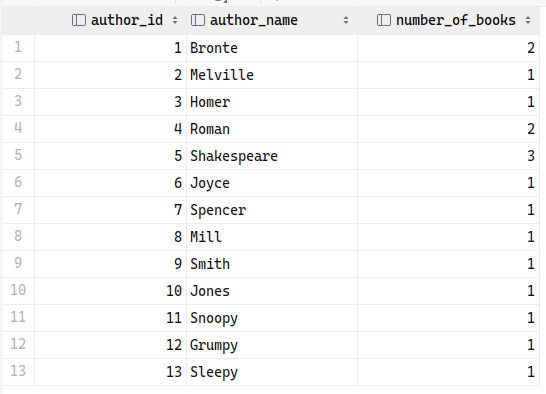 author_id author_name number_of_books
1 1 Bronte 2
2 2 Melville 1
3 3 Homer 1
4 4 Roman 2
5 5 Shakespeare 3
6 6 Joyce 1
7 7 Spencer 1
8 8 Mill 1
9 9 Smith 1
10 10 Jones 1
11 11 Snoopy 1
12 12 Grumpy 1
13 13 Sleepy 1